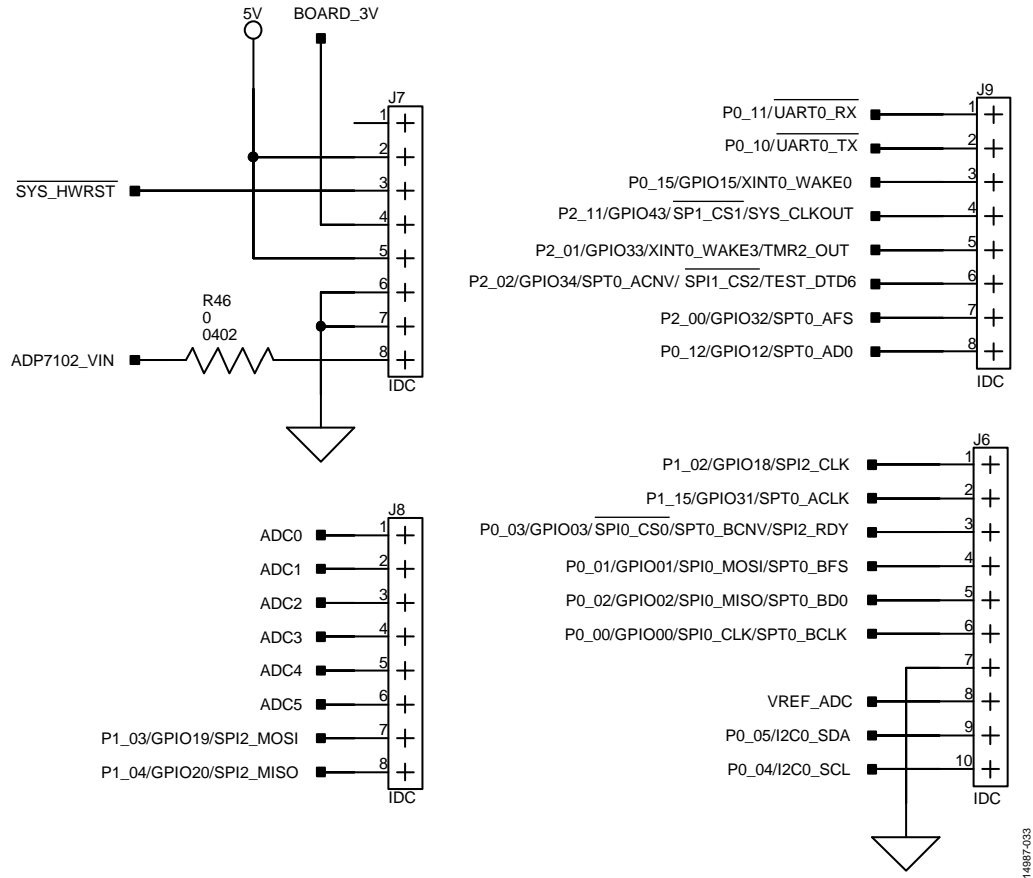 5V
BOARD_3V
J7
1
2
SYS_HWRST
3
4
5
6
R46
0
0402
7
ADP7102_VIN
8
IDC
J9
P0_11/UART0_RX
1
P0_10/UART0_TX
2
P0_15/GPIO15/XINT0_WAKE0
3
P2_11/GPIO43/SP1_CS1/SYS_CLKOUT
4
P2_01/GPIO33/XINT0_WAKE3/TMR2_OUT
5
P2_02/GPIO34/SPT0_ACNV/ SPI1_CS2/TEST_DTD6
6
P2_00/GPIO32/SPT0_AFS
7
P0_12/GPIO12/SPT0_AD0
8
IDC
J8
ADC0
1
ADC1
2
ADC2
3
ADC3
4
ADC4
5
ADC5
6
P1_03/GPIO19/SPI2_MOSI
7
P1_04/GPIO20/SPI2_MISO
8
IDC
J6
P1_02/GPIO18/SPI2_CLK
1
P1_15/GPIO31/SPT0_ACLK
2
P0_03/GPIO03/SPI0_CS0/SPT0_BCNV/SPI2_RDY
3
P0_01/GPIO01/SPI0_MOSI/SPT0_BFS
4
P0_02/GPIO02/SPI0_MISO/SPT0_BD0
5
P0_00/GPIO00/SPI0_CLK/SPT0_BCLK
6
7
VREF_ADC
8
P0_05/I2C0_SDA
9
P0_04/I2C0_SCL
10
IDC
14987-033